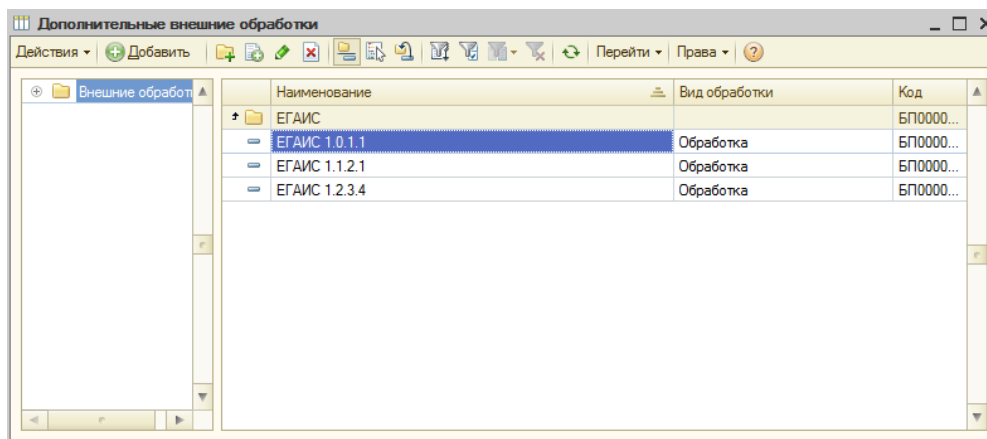 Дополнительные внешние обработки
Действия Добавить Перейти Права
Внешние обработ
Наименование Вид обработки Код
ЕГАИС БП0000...
ЕГАИС 1.0.1.1 Обработка БП0000...
ЕГАИС 1.1.2.1 Обработка БП0000...
ЕГАИС 1.2.3.4 Обработка БП0000...